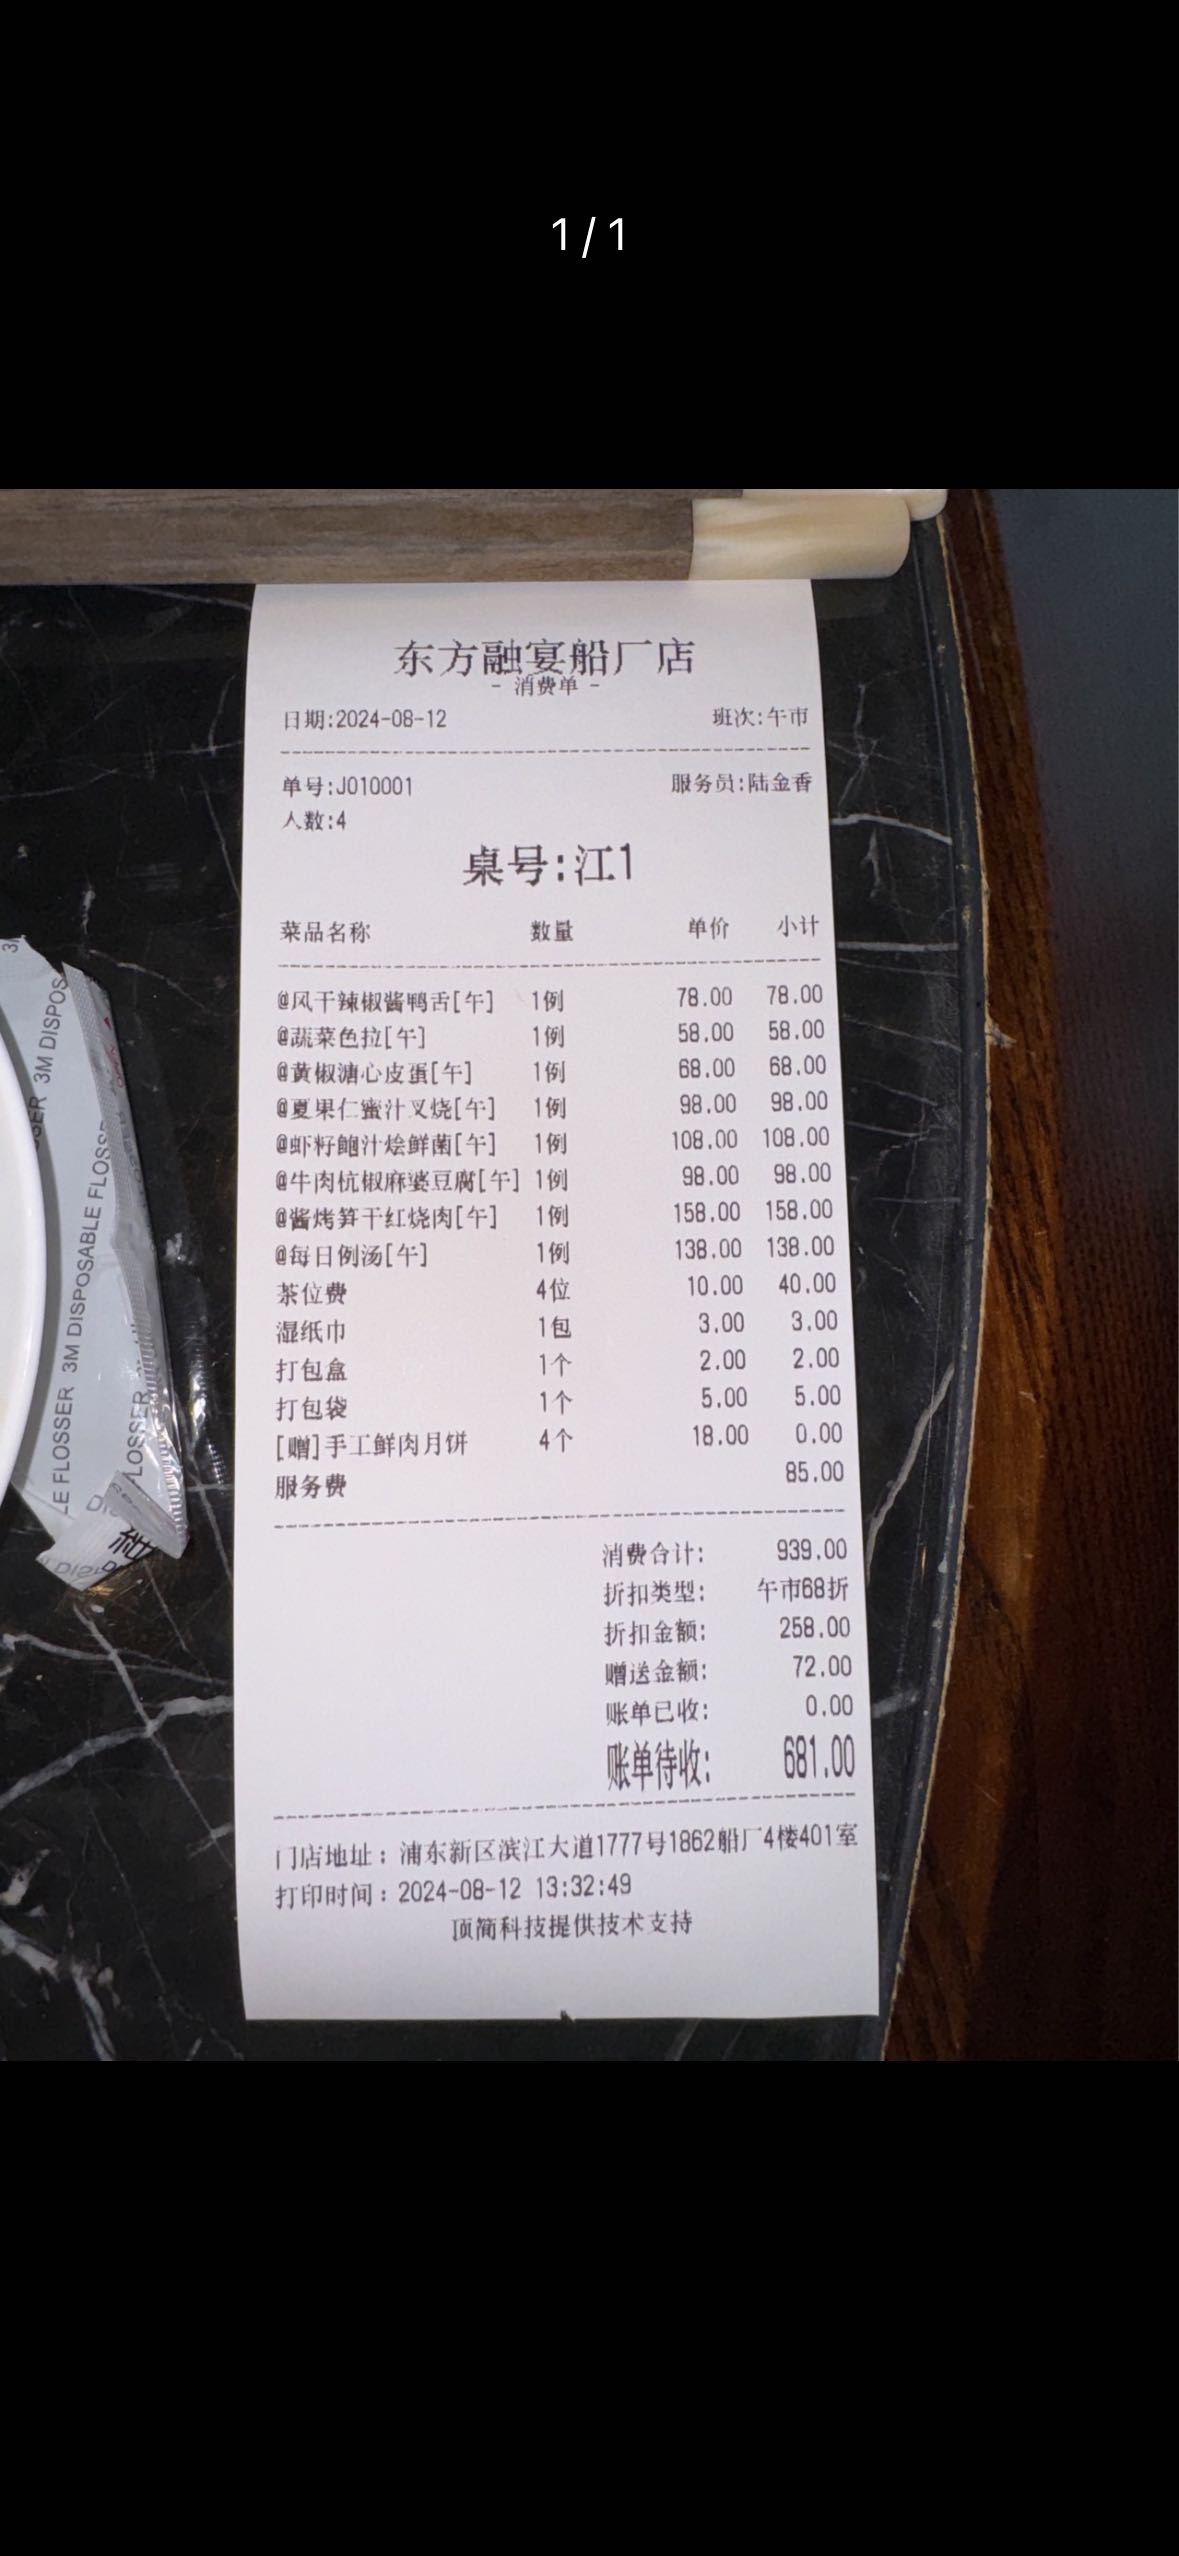 1 / 1
东方融宴船厂店
- 消费单 -
日期:2024-08-12 班次:午市
单号:J010001 服务员:陆金香
人数:4
桌号:江1
菜品名称 数量 单价 小计
@风干辣椒酱鸭舌[午] 1例 78.00 78.00
@蔬菜色拉[午] 1例 58.00 58.00
@黄椒溏心皮蛋[午] 1例 68.00 68.00
@夏果仁蜜汁叉烧[午] 1例 98.00 98.00
@虾籽鲍汁烩鲜菌[午] 1例 108.00 108.00
@牛肉杭椒麻婆豆腐[午] 1例 98.00 98.00
@酱烤笋干红烧肉[午] 1例 158.00 158.00
@每日例汤[午] 1例 138.00 138.00
茶位费 4位 10.00 40.00
湿纸巾 1包 3.00 3.00
打包盒 1个 2.00 2.00
打包袋 1个 5.00 5.00
[赠]手工鲜肉月饼 4个 18.00 0.00
服务费 85.00
消费合计: 939.00
折扣类型: 午市68折
折扣金额: 258.00
赠送金额: 72.00
账单已收: 0.00
账单待收: 681.00
门店地址：浦东新区滨江大道1777号1862船厂4楼401室
打印时间：2024-08-12 13:32:49
顶简科技提供技术支持
3M DISPOS
LE FLOSSER 3M DISPOSABLE FLOSS
LOSSER